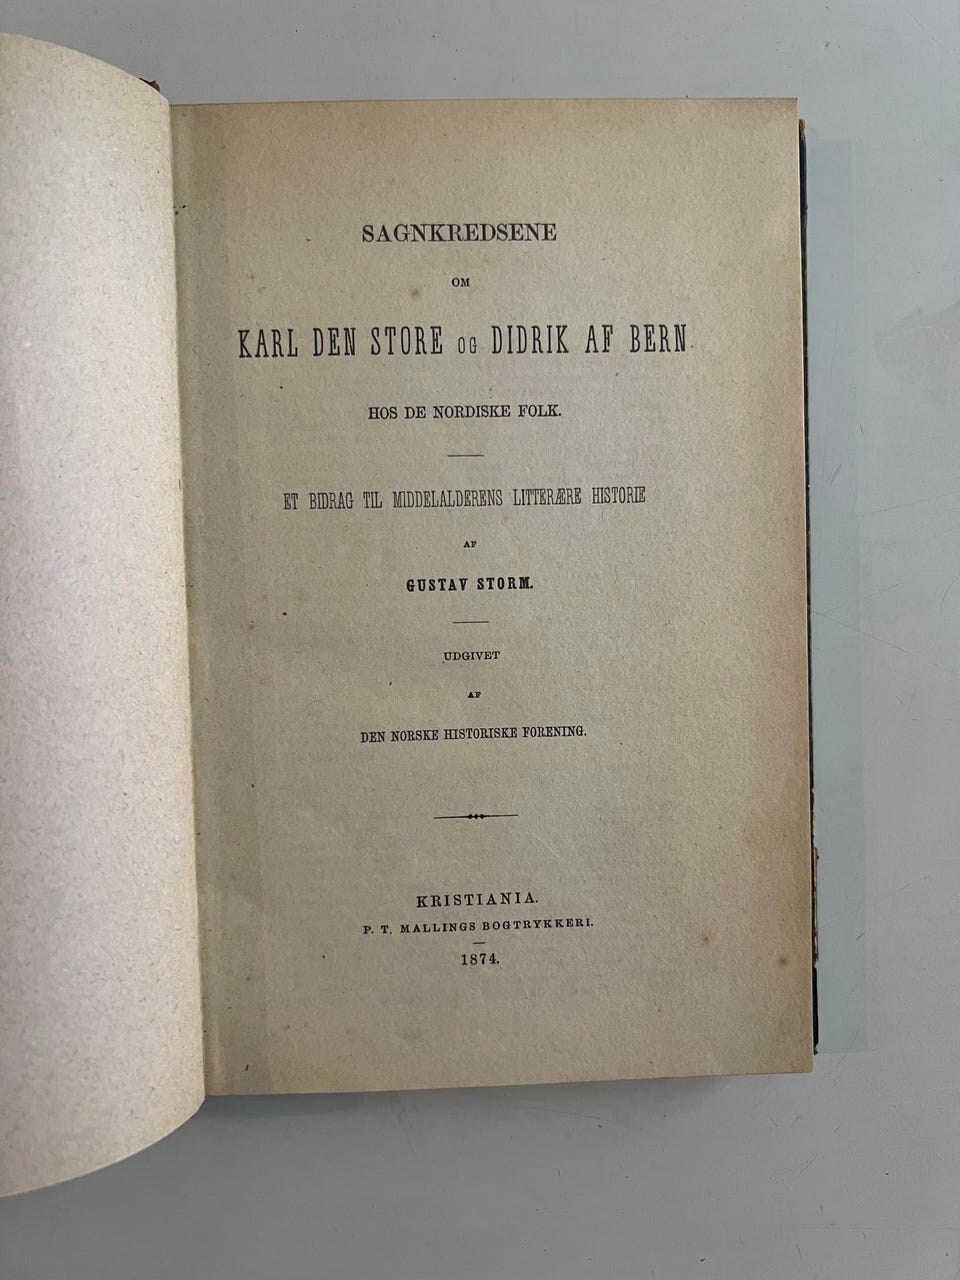 SAGNKREDSENE
OM
KARL DEN STORE OG DIDRIK AF BERN
HOS DE NORDISKE FOLK.
ET BIDRAG TIL MIDDELALDERENS LITTERÆRE HISTORIE
AF
GUSTAV STORM.
UDGIVET
AF
DEN NORSKE HISTORISKE FORENING.
KRISTIANIA.
P. T. MALLINGS BOGTRYKKERI.
1874.